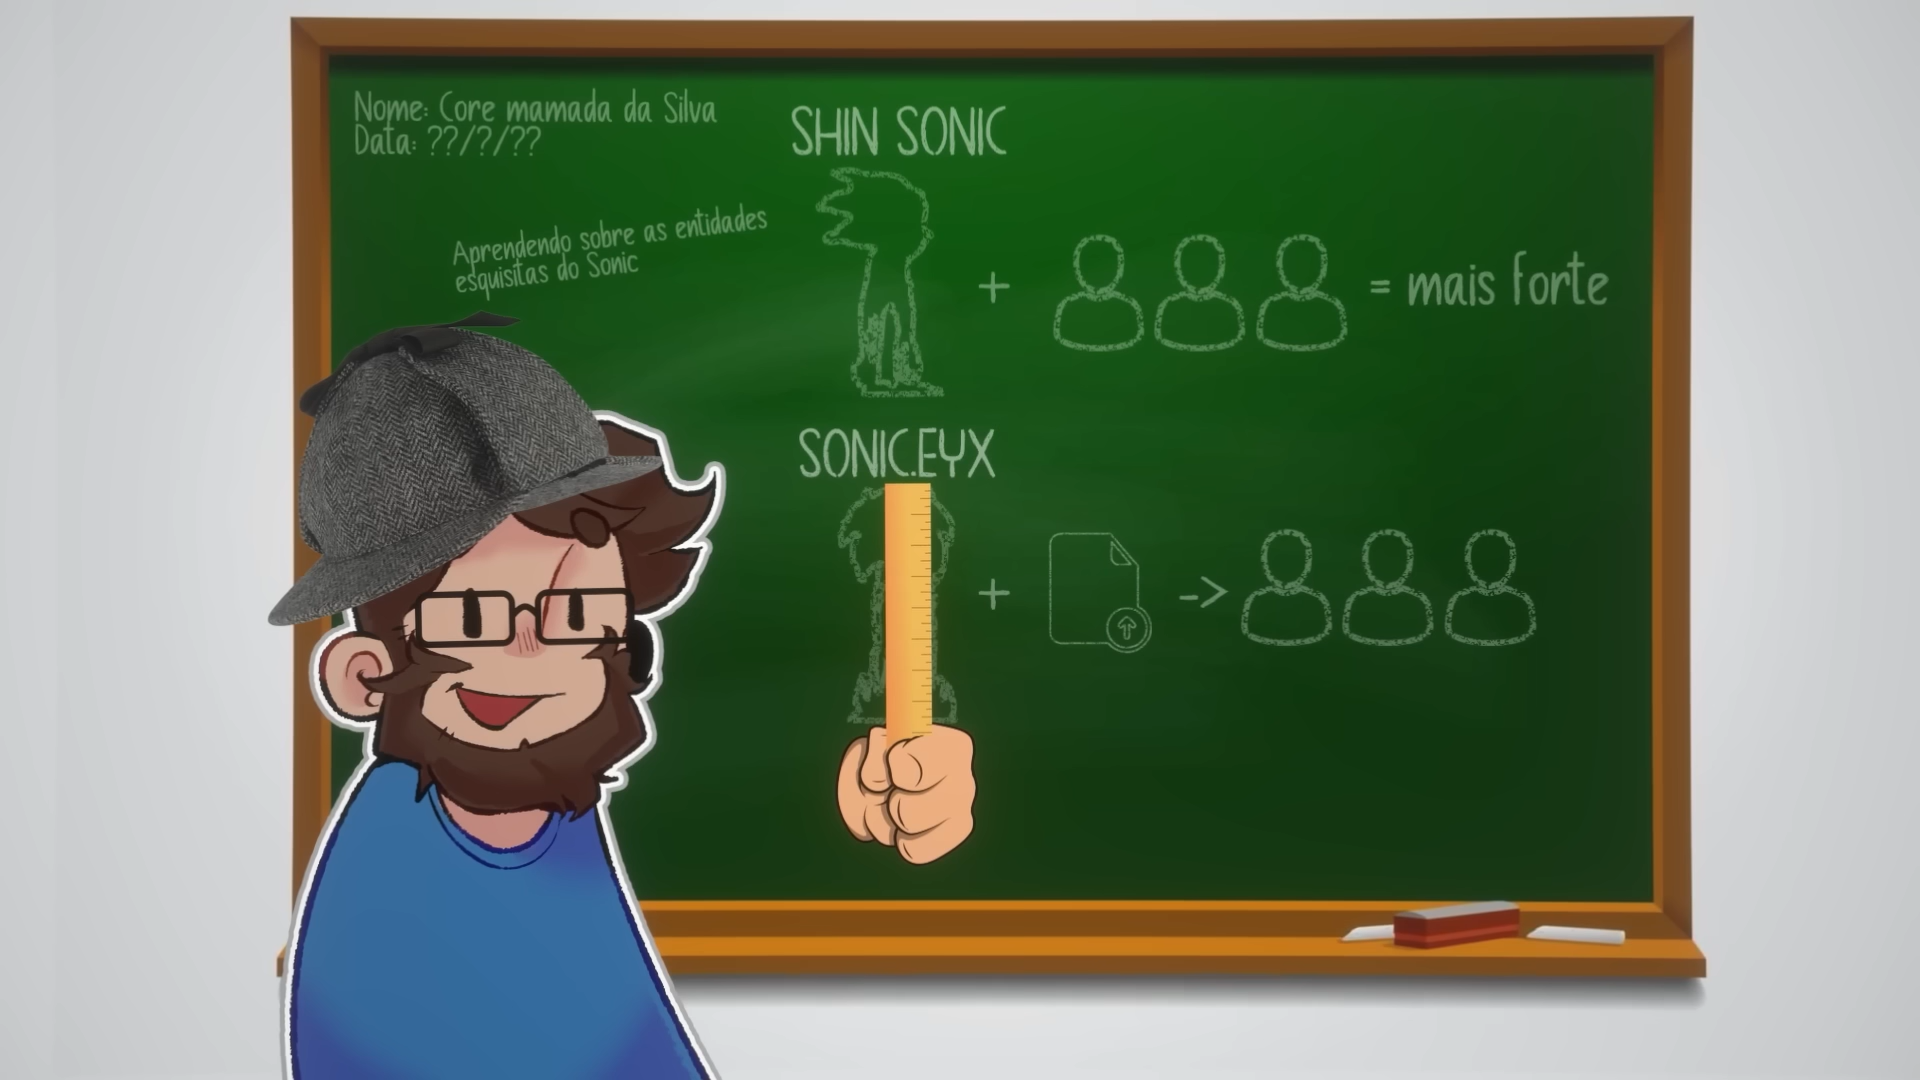 Nome: Core mamada da Silva
Data: ??/?/??
SHIN SONIC
Aprendendo sobre as entidades
esquisitas do Sonic
+
= mais forte
SONIC.EYX
+ ->